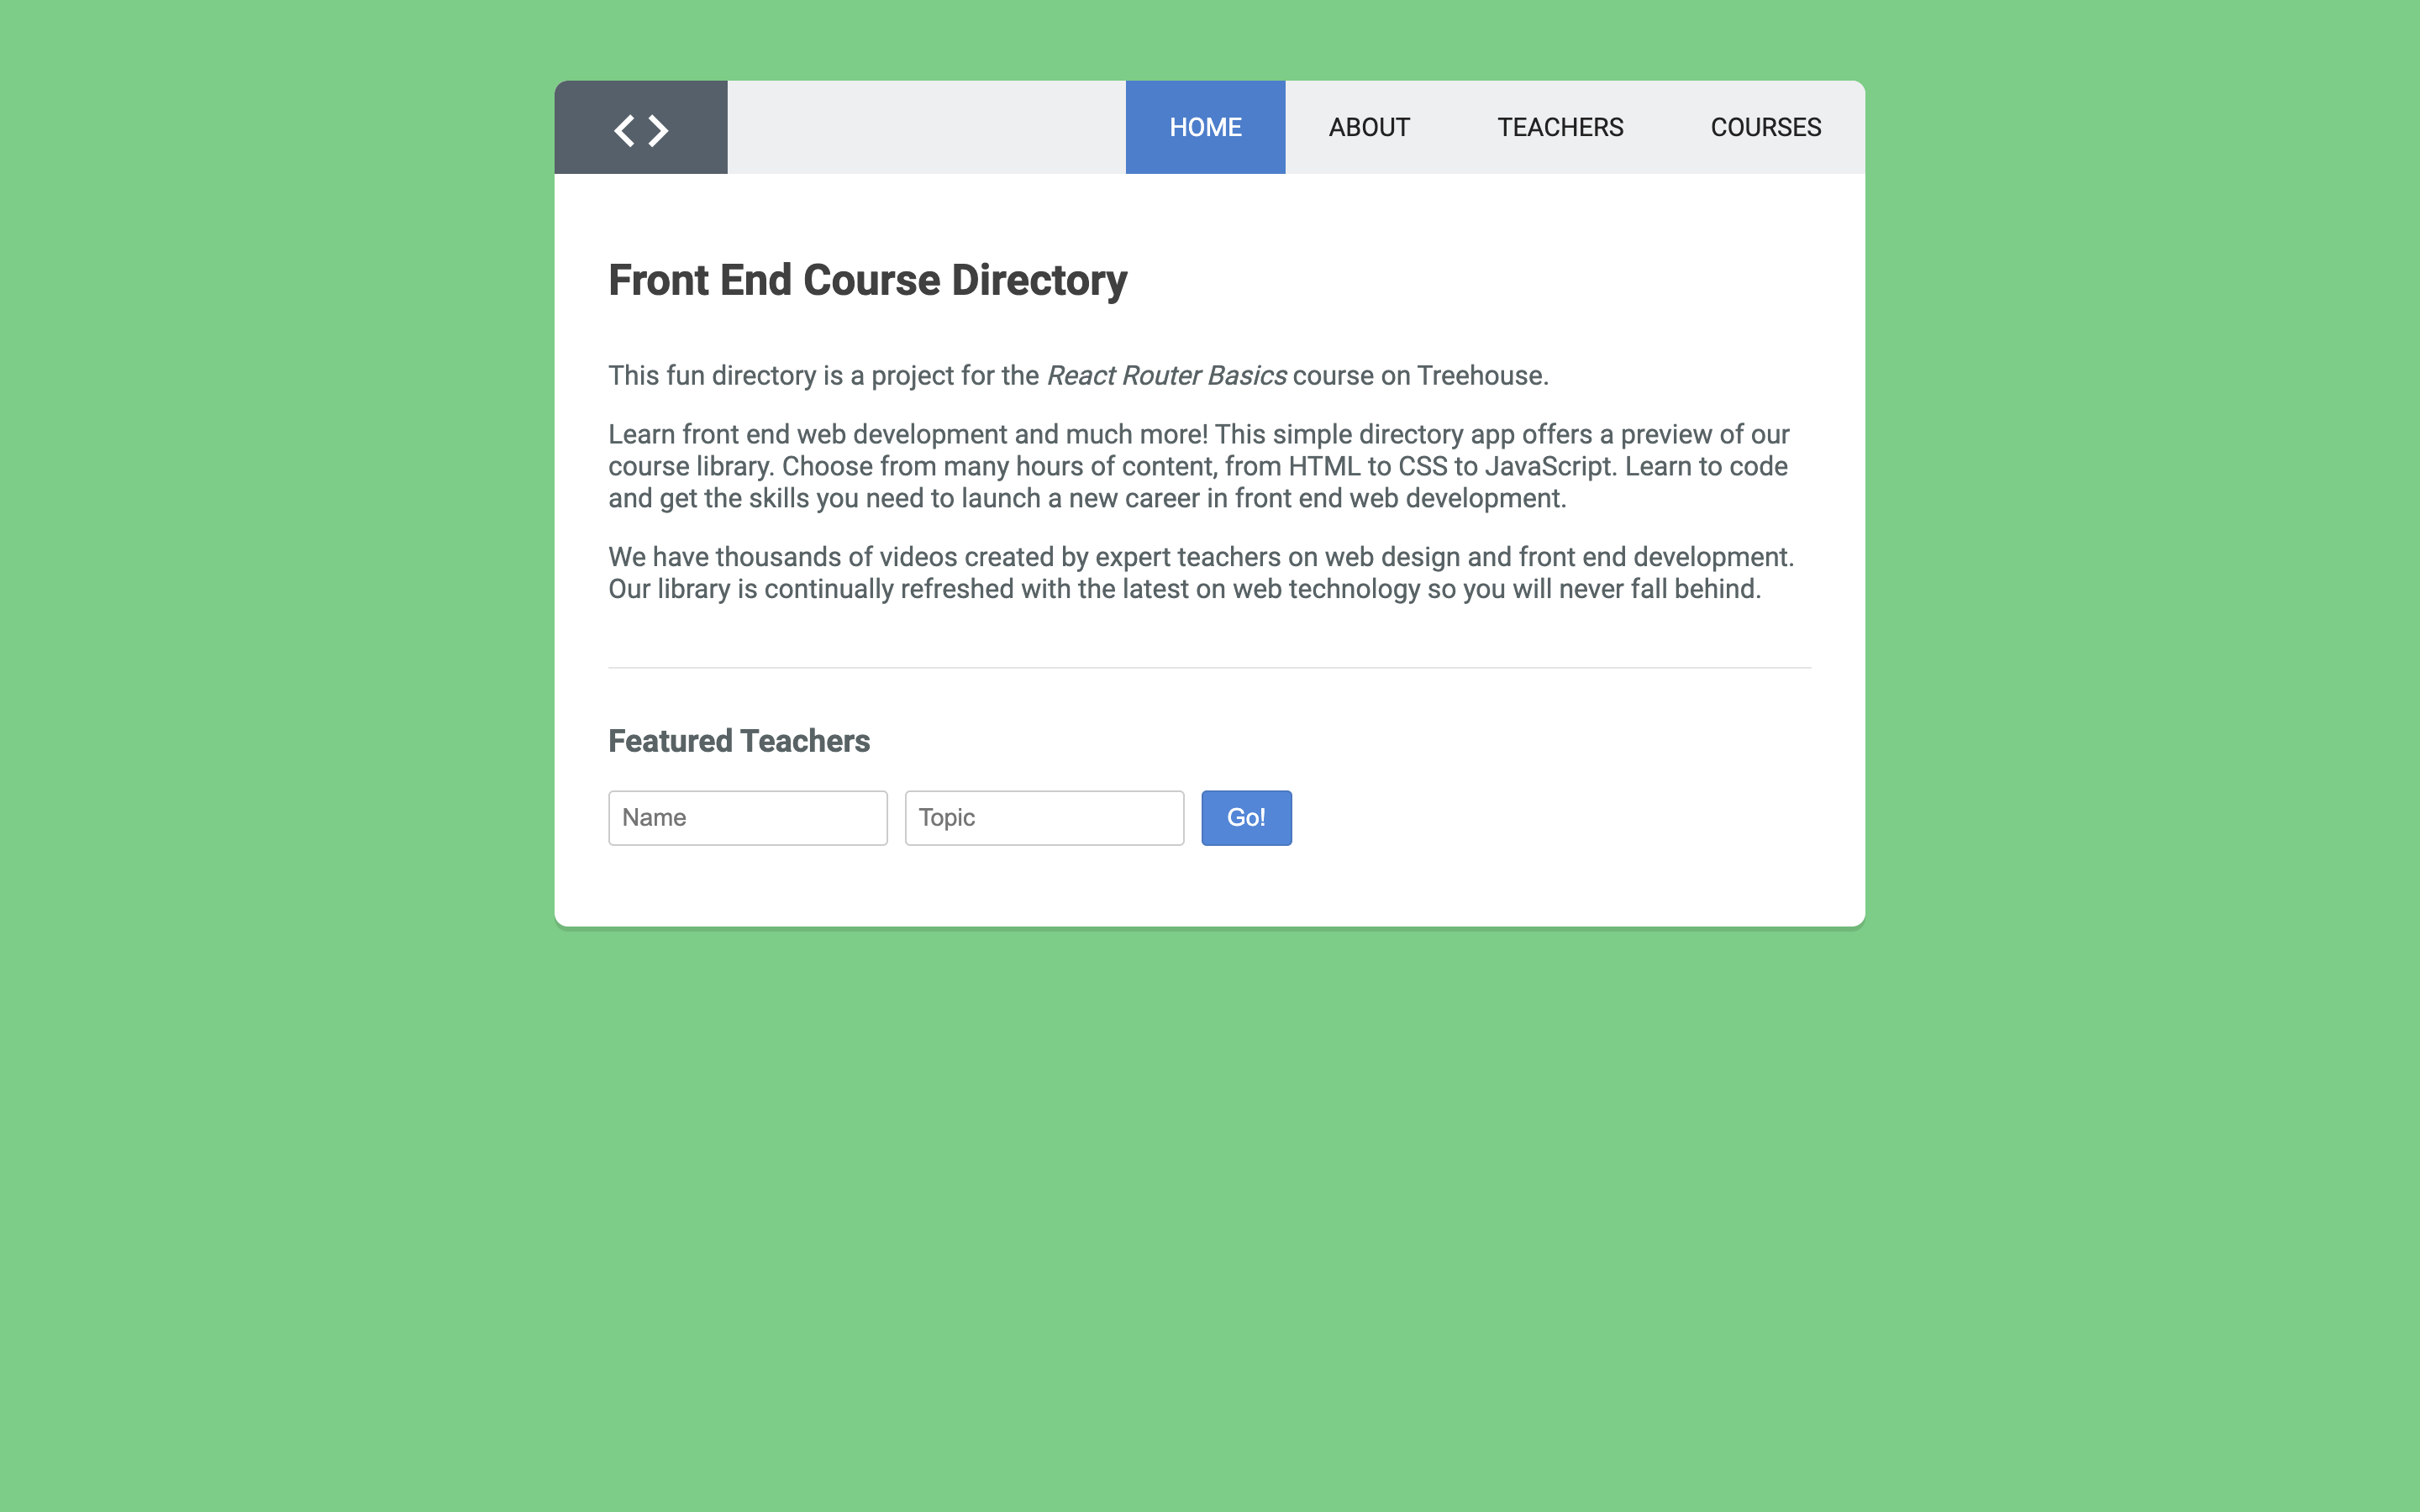 HOME ABOUT TEACHERS COURSES
Front End Course Directory
This fun directory is a project for the React Router Basics course on Treehouse.
Learn front end web development and much more! This simple directory app offers a preview of our
course library. Choose from many hours of content, from HTML to CSS to JavaScript. Learn to code
and get the skills you need to launch a new career in front end web development.
We have thousands of videos created by expert teachers on web design and front end development.
Our library is continually refreshed with the latest on web technology so you will never fall behind.
Featured Teachers
Name Topic Go!